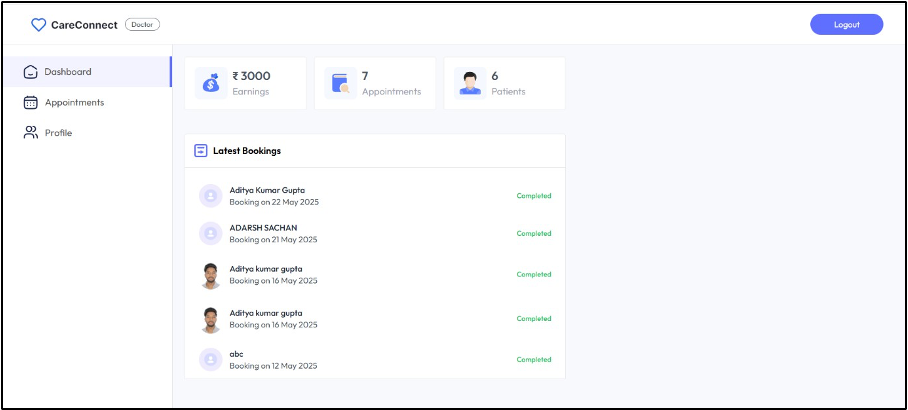 CareConnect Doctor Logout
Dashboard
Appointments
Profile
₹ 3000
Earnings
7
Appointments
6
Patients
Latest Bookings
Aditya Kumar Gupta
Booking on 22 May 2025
Completed
ADARSH SACHAN
Booking on 21 May 2025
Completed
Aditya kumar gupta
Booking on 16 May 2025
Completed
Aditya kumar gupta
Booking on 16 May 2025
Completed
abc
Booking on 12 May 2025
Completed